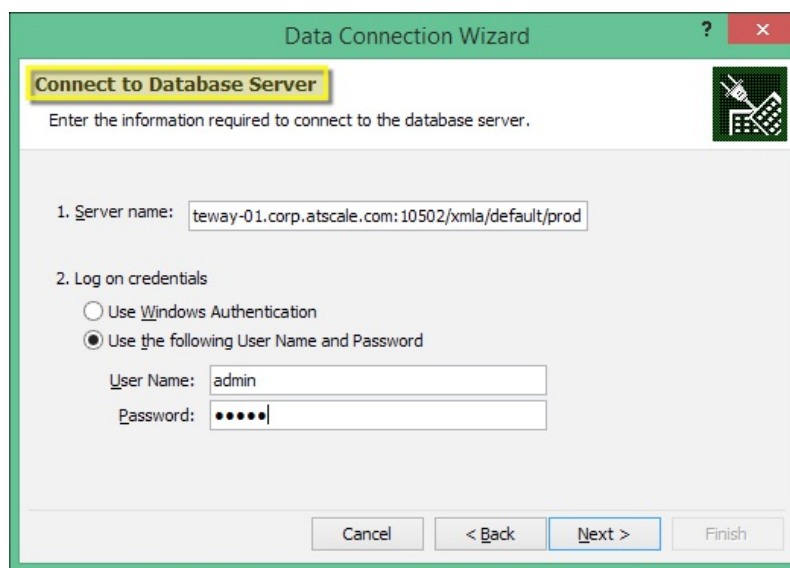 Data Connection Wizard
?
Connect to Database Server
Enter the information required to connect to the database server.
1. Server name: teway-01.corp.atscale.com:10502/xmla/default/prod
2. Log on credentials
Use Windows Authentication
Use the following User Name and Password
User Name: admin
Password: •••••
Cancel < Back Next > Finish